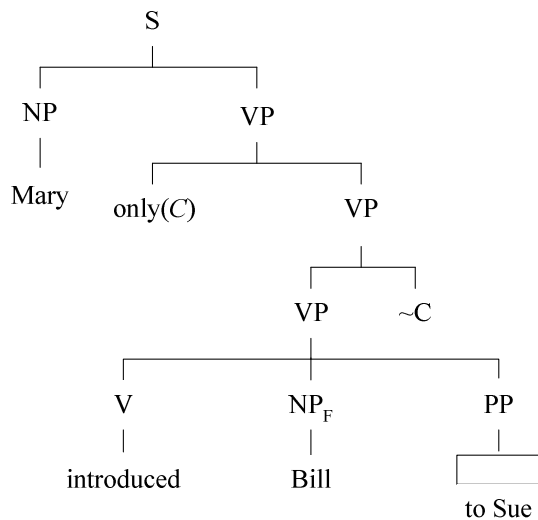 S
NP VP
Mary only(C) VP
VP ~C
V NP_F PP
introduced Bill to Sue